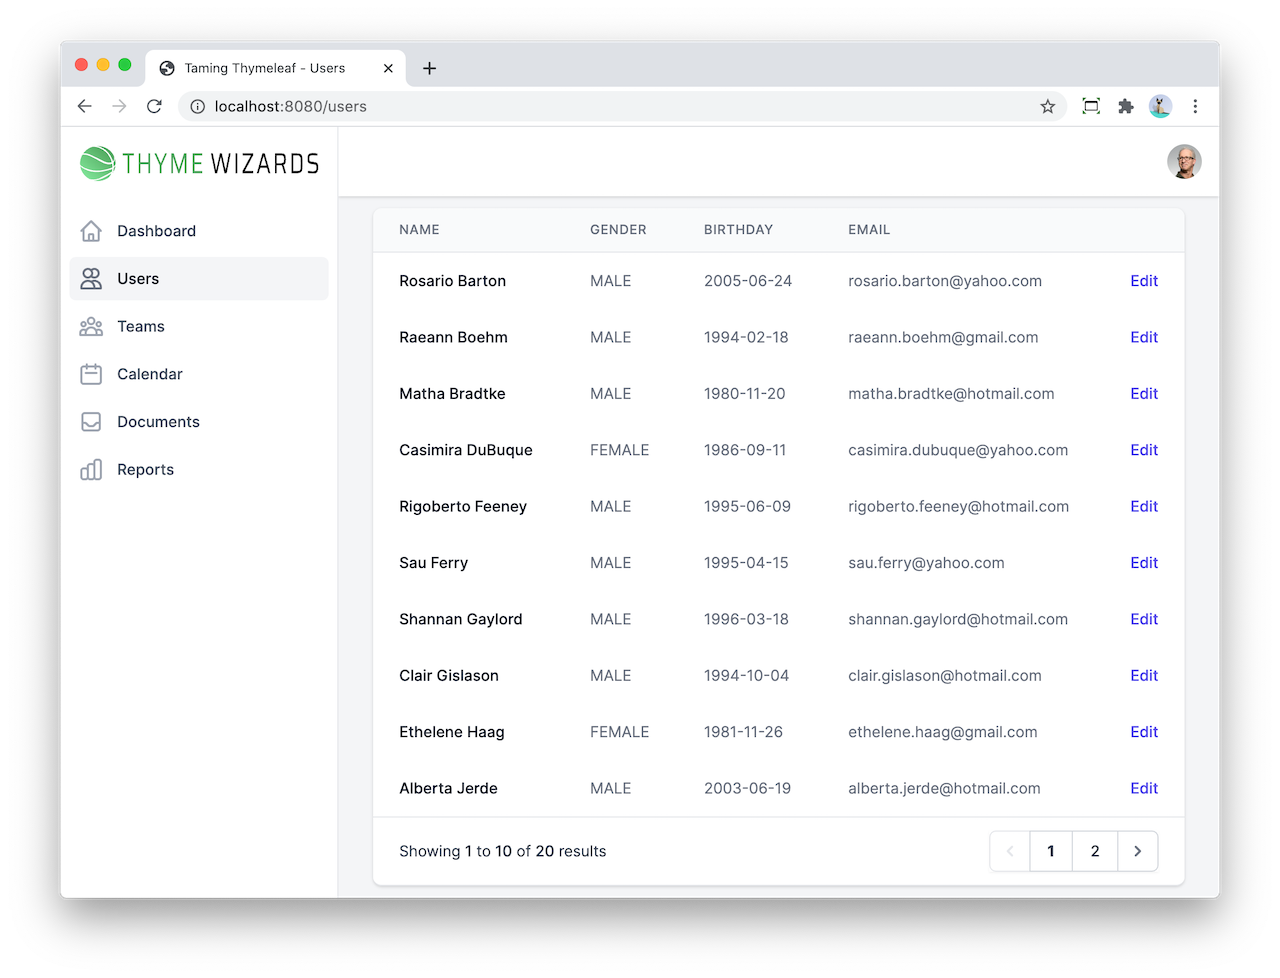 Taming Thymeleaf - Users
localhost:8080/users
THYME WIZARDS
Dashboard
Users
Teams
Calendar
Documents
Reports
NAME GENDER BIRTHDAY EMAIL
Rosario Barton MALE 2005-06-24 rosario.barton@yahoo.com Edit
Raeann Boehm MALE 1994-02-18 raeann.boehm@gmail.com Edit
Matha Bradtke MALE 1980-11-20 matha.bradtke@hotmail.com Edit
Casimira DuBuque FEMALE 1986-09-11 casimira.dubuque@yahoo.com Edit
Rigoberto Feeney MALE 1995-06-09 rigoberto.feeney@hotmail.com Edit
Sau Ferry MALE 1995-04-15 sau.ferry@yahoo.com Edit
Shannan Gaylord MALE 1996-03-18 shannan.gaylord@hotmail.com Edit
Clair Gislason MALE 1994-10-04 clair.gislason@hotmail.com Edit
Ethelene Haag FEMALE 1981-11-26 ethelene.haag@gmail.com Edit
Alberta Jerde MALE 2003-06-19 alberta.jerde@hotmail.com Edit
Showing 1 to 10 of 20 results 1 2